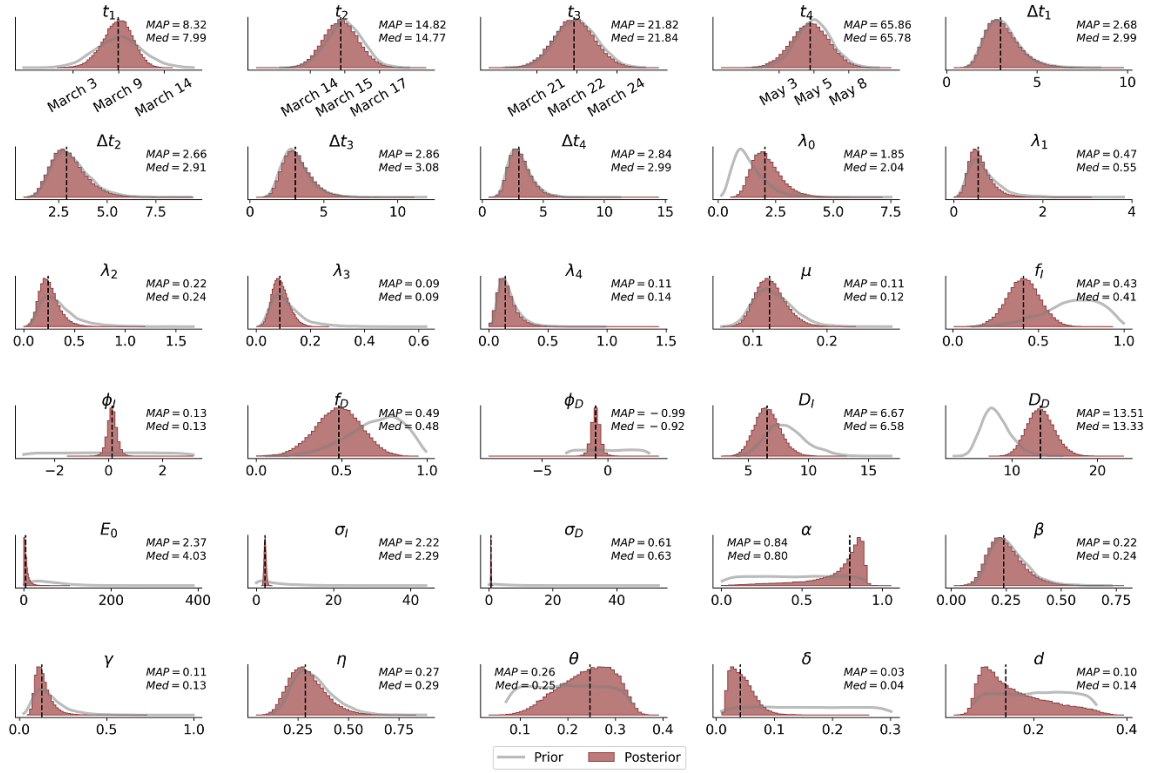 t₁ t₂ t₃ t₄ Δt₁
MAP = 8.32 MAP = 14.82 MAP = 21.82 MAP = 65.86 MAP = 2.68
Med = 7.99 Med = 14.77 Med = 21.84 Med = 65.78 Med = 2.99
March 3 March 9 March 14 March 14 March 15 March 17 March 21 March 22 March 24 May 3 May 5 May 8 0 5 10
Δt₂ Δt₃ Δt₄ λ₀ λ₁
MAP = 2.66 MAP = 2.86 MAP = 2.84 MAP = 1.85 MAP = 0.47
Med = 2.91 Med = 3.08 Med = 2.99 Med = 2.04 Med = 0.55
2.5 5.0 7.5 0 5 10 0 5 10 15 0.0 2.5 5.0 7.5 0 2 4
λ₂ λ₃ λ₄ μ f_I
MAP = 0.22 MAP = 0.09 MAP = 0.11 MAP = 0.11 MAP = 0.43
Med = 0.24 Med = 0.09 Med = 0.14 Med = 0.12 Med = 0.41
0.0 0.5 1.0 1.5 0.0 0.2 0.4 0.6 0.0 0.5 1.0 1.5 0.1 0.2 0.0 0.5 1.0
ϕ_I f_D ϕ_D D_I D_D
MAP = 0.13 MAP = 0.49 MAP = −0.99 MAP = 6.67 MAP = 13.51
Med = 0.13 Med = 0.48 Med = −0.92 Med = 6.58 Med = 13.33
−2 0 2 0.0 0.5 1.0 −5 0 5 10 15 10 20
E₀ σ_I σ_D α β
MAP = 2.37 MAP = 2.22 MAP = 0.61 MAP = 0.84 MAP = 0.22
Med = 4.03 Med = 2.29 Med = 0.63 Med = 0.80 Med = 0.24
0 100 200 300 400 0 20 40 0 20 40 0.0 0.5 1.0 0.00 0.25 0.50 0.75
γ η θ δ d
MAP = 0.11 MAP = 0.27 MAP = 0.26 MAP = 0.03 MAP = 0.10
Med = 0.13 Med = 0.29 Med = 0.25 Med = 0.04 Med = 0.14
0.0 0.5 1.0 0.00 0.25 0.50 0.75 0.1 0.2 0.3 0.4 0.0 0.1 0.2 0.3 0.2 0.4
Prior Posterior